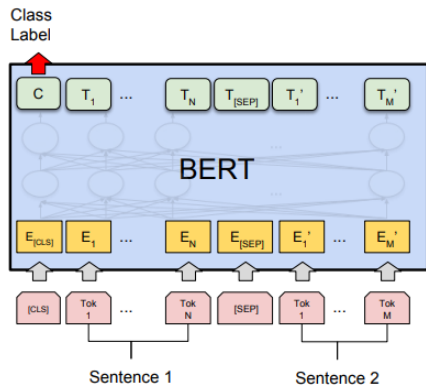 Class
Label
C T1 ... TN T[SEP] T1' ... TM'
...
BERT
...
E[CLS] E1 ... EN E[SEP] E1' ... EM'
[CLS] Tok 1 ... Tok N [SEP] Tok 1 ... Tok M
Sentence 1 Sentence 2